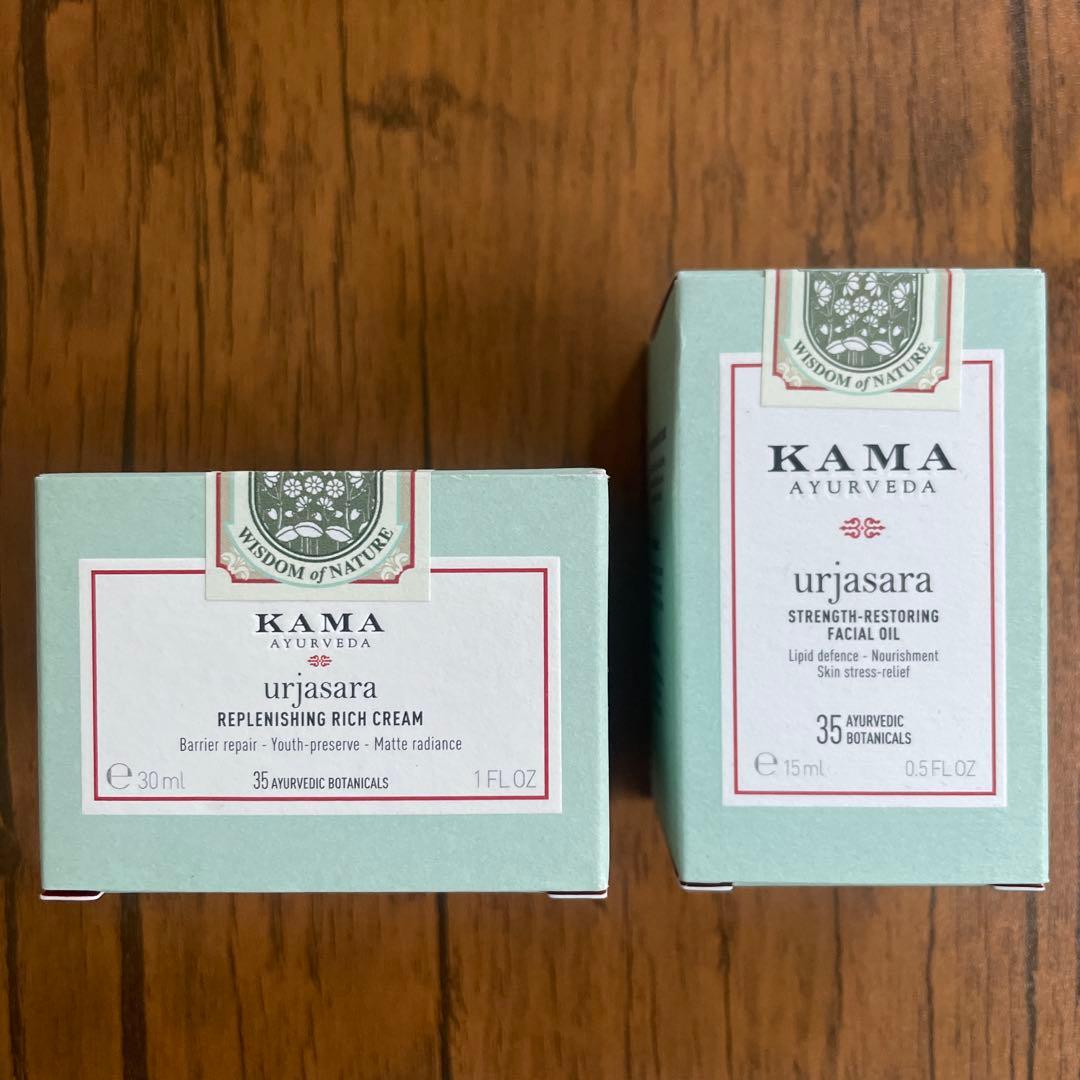 WISDOM of NATURE
KAMA
AYURVEDA
urjasara
REPLENISHING RICH CREAM
Barrier repair - Youth-preserve - Matte radiance
℮ 30 ml
35 AYURVEDIC BOTANICALS
1 FL OZ
WISDOM of NATURE
KAMA
AYURVEDA
urjasara
STRENGTH-RESTORING
FACIAL OIL
Lipid defence - Nourishment
Skin stress-relief
35 AYURVEDIC
BOTANICALS
℮ 15 ml
0.5 FL OZ